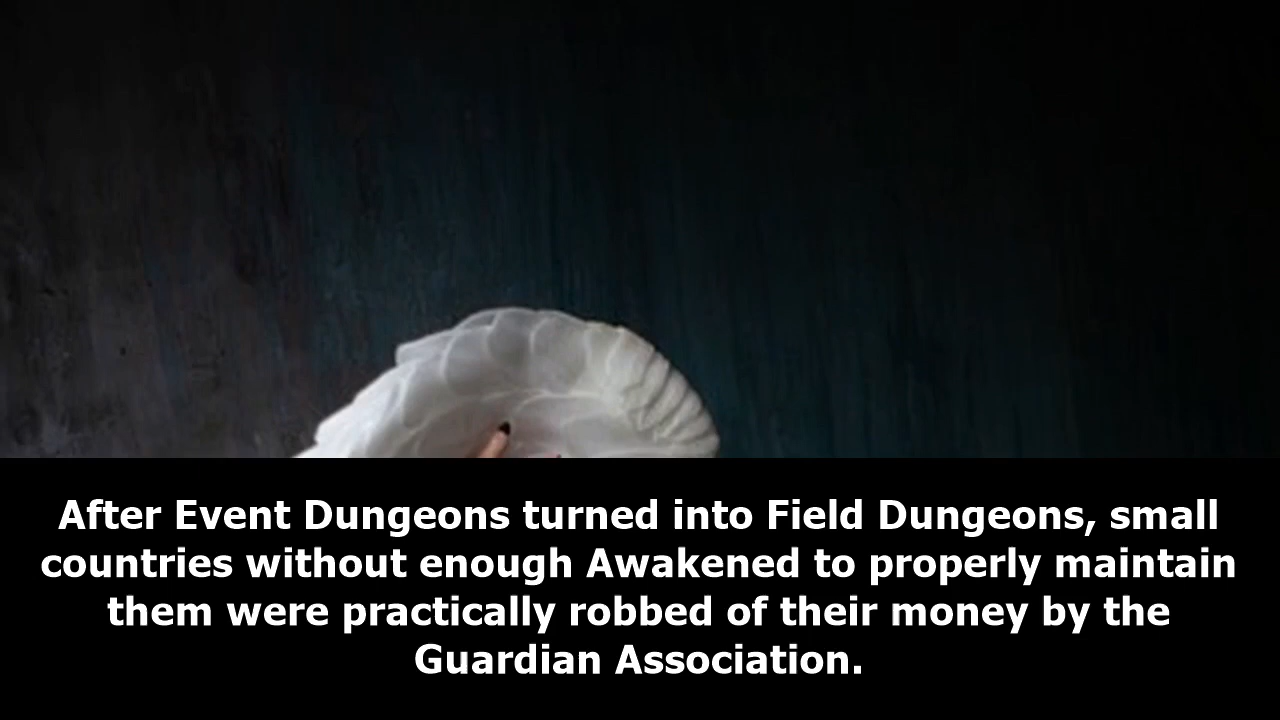 After Event Dungeons turned into Field Dungeons, small
countries without enough Awakened to properly maintain
them were practically robbed of their money by the
Guardian Association.